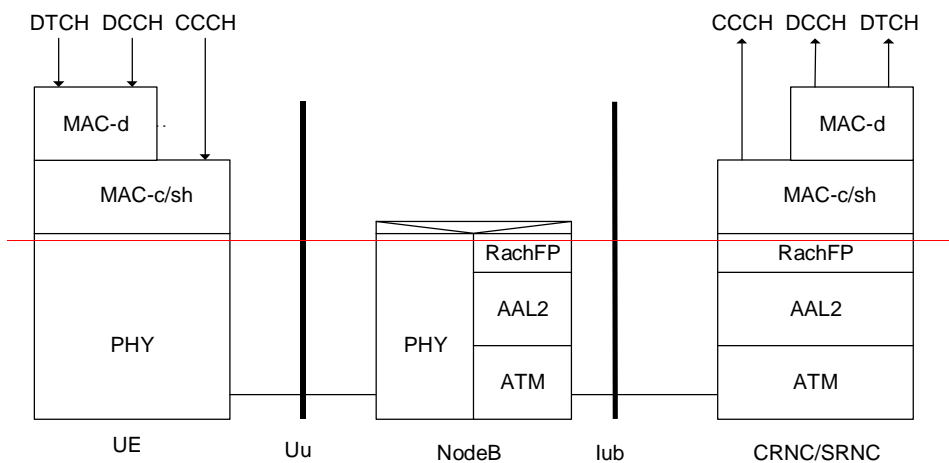 DTCH DCCH CCCH
CCCH DCCH DTCH
MAC-d
MAC-d
MAC-c/sh
MAC-c/sh
RachFP
RachFP
AAL2
AAL2
PHY
PHY
ATM
ATM
UE
Uu
NodeB
Iub
CRNC/SRNC